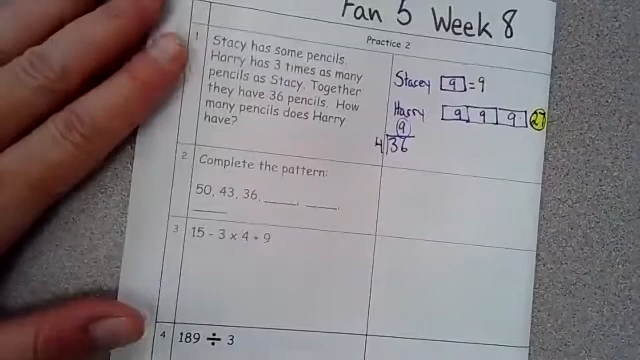 Fan 5 Week 8
Practice 2
1
Stacy has some pencils.
Harry has 3 times as many
pencils as Stacy. Together
they have 36 pencils. How
many pencils does Harry
have?
Stacey 9 = 9
Harry 9 9 9 27
9
4 36
2
Complete the pattern:
50, 43, 36, _____, _____,
_____
3
15 - 3 x 4 + 9
4
189 ÷ 3